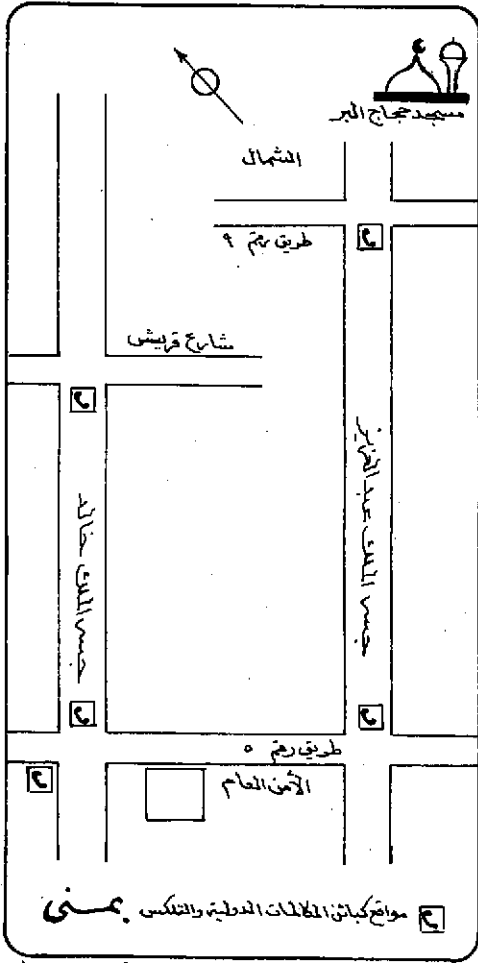 مسجد حجاج البر
الشمال
طريق رقم ٩
شارع قريش
جسر الملك عبد العزيز
جسر الملك خالد
طريق رقم ٥
الأمن العام
مواقع كبائن المكالمات الدولية والتلكس بمنى